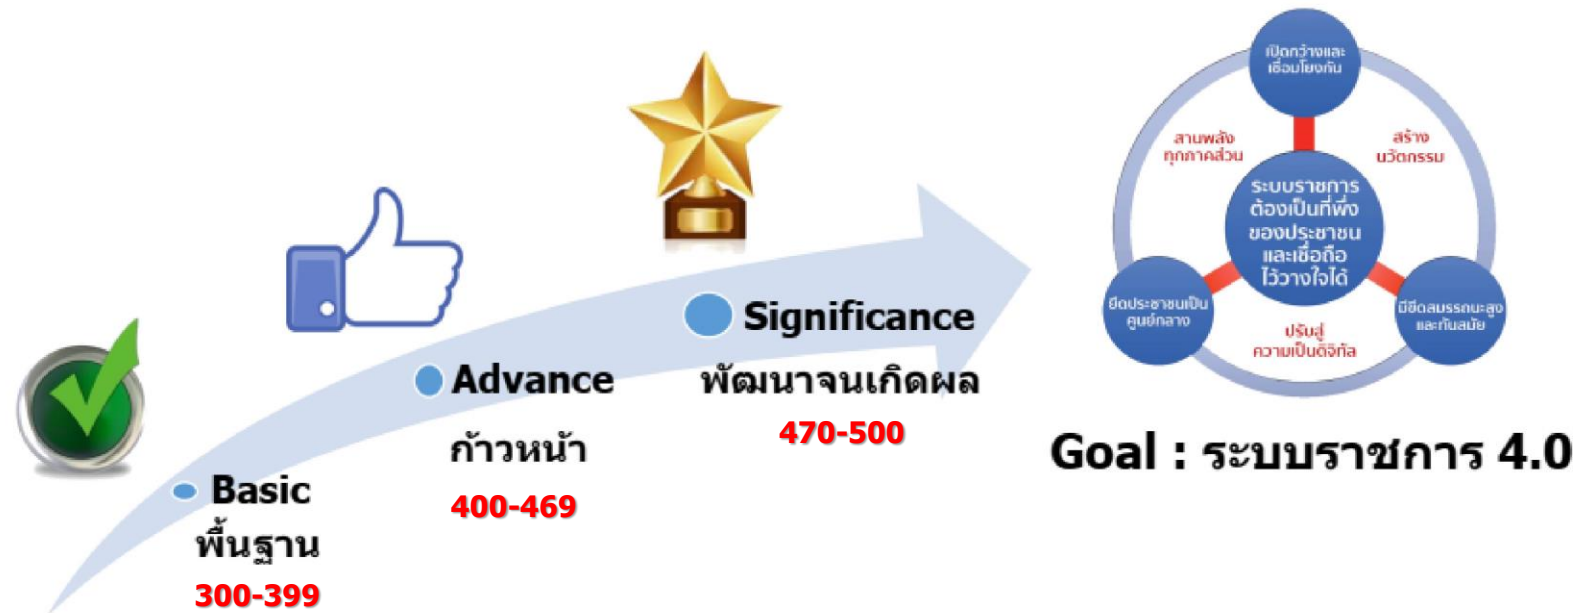 Basic
พื้นฐาน
300-399
Advance
ก้าวหน้า
400-469
Significance
พัฒนาจนเกิดผล
470-500
เปิดกว้างและ
เชื่อมโยงกัน
สานพลัง
ทุกภาคส่วน
สร้าง
นวัตกรรม
ระบบราชการ
ต้องเป็นที่พึ่ง
ของประชาชน
และเชื่อถือ
ไว้วางใจได้
ยึดประชาชนเป็น
ศูนย์กลาง
มีขีดสมรรถนะสูง
และทันสมัย
ปรับสู่
ความเป็นดิจิทัล
Goal : ระบบราชการ 4.0